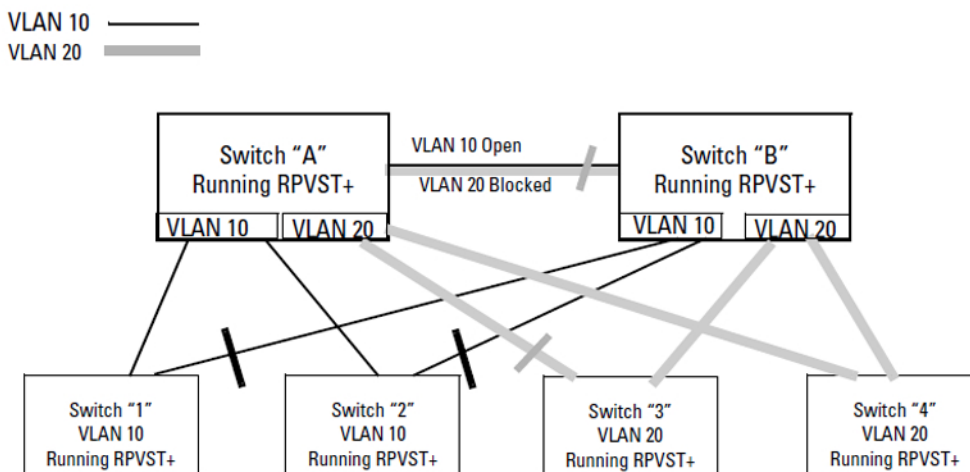 VLAN 10
VLAN 20
Switch “A”
Running RPVST+
VLAN 10
VLAN 20
VLAN 10 Open
VLAN 20 Blocked
Switch “B”
Running RPVST+
VLAN 10
VLAN 20
Switch “1”
VLAN 10
Running RPVST+
Switch “2”
VLAN 10
Running RPVST+
Switch “3”
VLAN 20
Running RPVST+
Switch “4”
VLAN 20
Running RPVST+